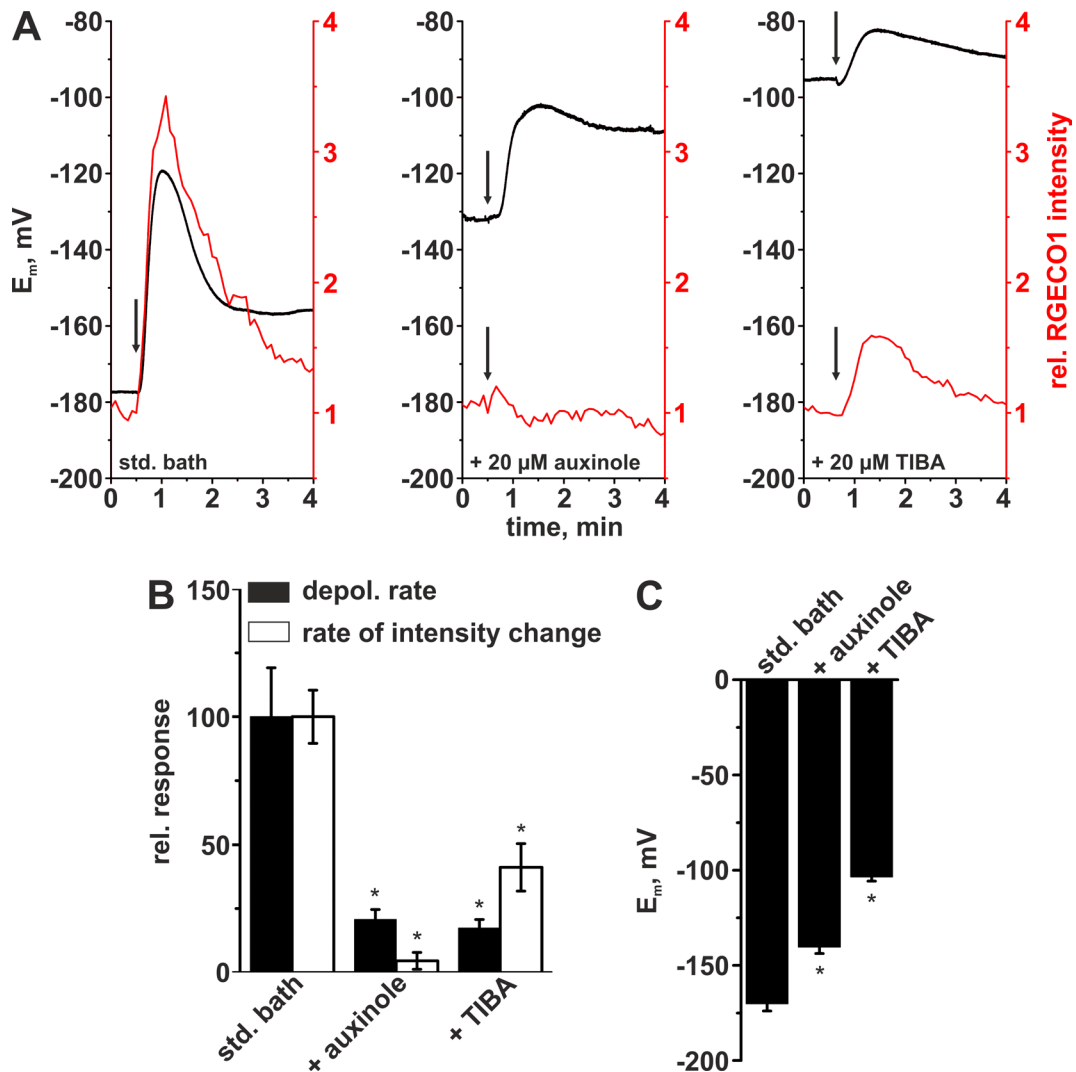 A
-80
-100
-120
-140
-160
-180
-200
Em, mV
std. bath
0 1 2 3 4
4
3
2
1
-80
-100
-120
-140
-160
-180
-200
+ 20 µM auxinole
0 1 2 3 4
4
3
2
1
-80
-100
-120
-140
-160
-180
-200
+ 20 µM TIBA
0 1 2 3 4
4
3
2
1
rel. RGECO1 intensity
time, min
B
150
100
50
0
rel. response
depol. rate
rate of intensity change
*
*
*
*
std. bath
+ auxinole
+ TIBA
C
std. bath
+ auxinole
+ TIBA
0
-50
-100
-150
-200
Em, mV
*
*